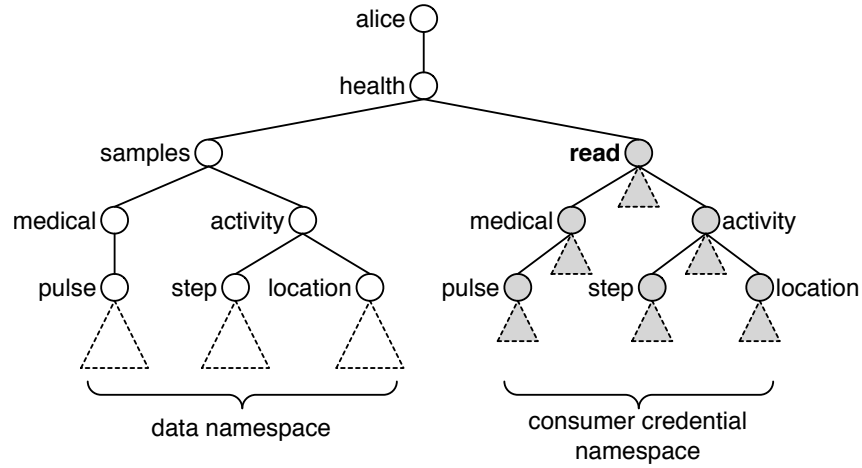 alice
health
samples
read
medical
activity
medical
activity
pulse
step
location
pulse
step
location
data namespace
consumer credential
namespace